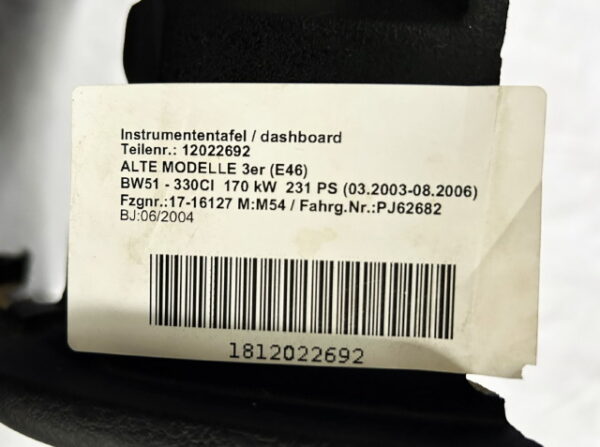 Instrumententafel / dashboard
Teilenr.: 12022692
ALTE MODELLE 3er (E46)
BW51 - 330CI 170 kW 231 PS (03.2003-08.2006)
Fzgnr.:17-16127 M:M54 / Fahrg.Nr.:PJ62682
BJ:06/2004
1812022692